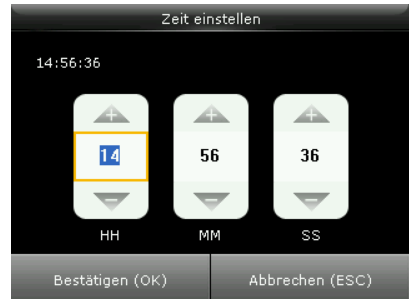 Zeit einstellen
14:56:36
+ + +
14 56 36
− − −
HH MM SS
Bestätigen (OK) Abbrechen (ESC)